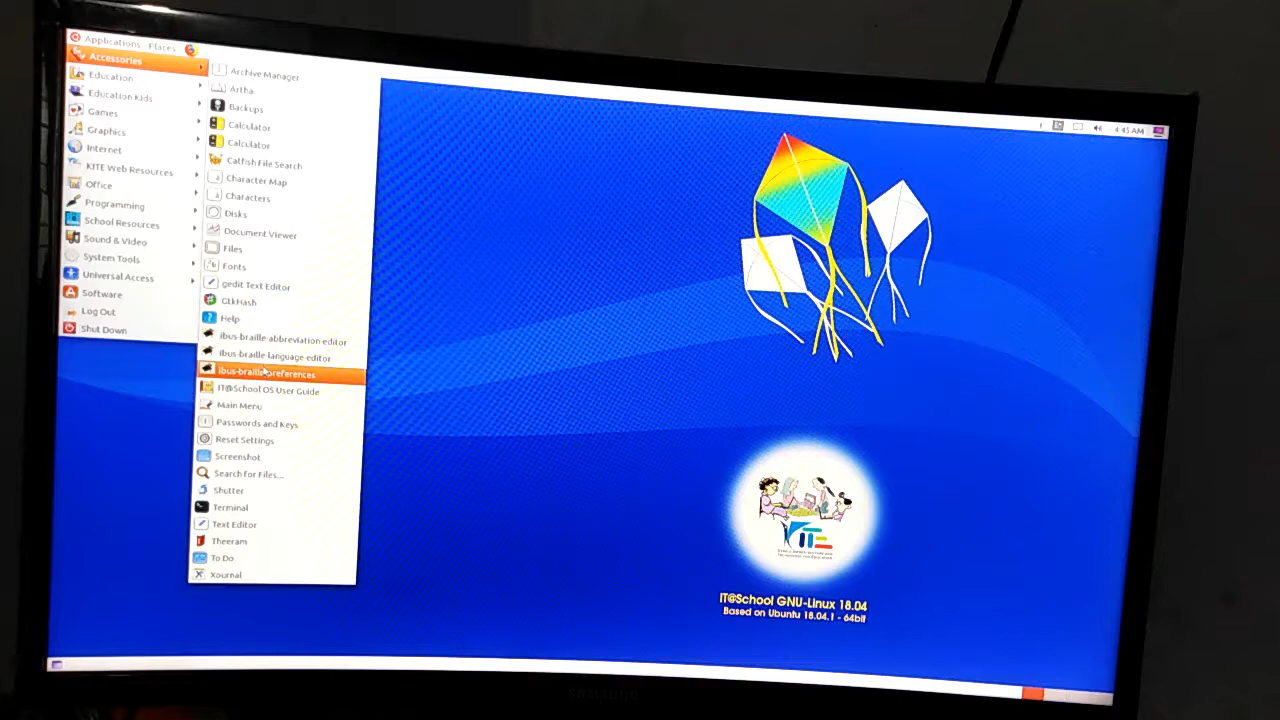 Applications Places
4:45 AM
Accessories
Education
Education Kids
Games
Graphics
Internet
KITE Web Resources
Office
Programming
School Resources
Sound & Video
System Tools
Universal Access
Software
Log Out
Shut Down
Archive Manager
Artha
Backups
Calculator
Calculator
Catfish File Search
Character Map
Characters
Disks
Document Viewer
Files
Fonts
gedit Text Editor
GtkHash
Help
ibus-braille-abbreviation-editor
ibus-braille-language-editor
ibus-braille-preferences
IT@School OS User Guide
Main Menu
Passwords and Keys
Reset Settings
Screenshot
Search for Files...
Shutter
Terminal
Text Editor
Theeram
To Do
Xournal
KITE
IT@School GNU-Linux 18.04
Based on Ubuntu 18.04.1 - 64bit
SAMSUNG